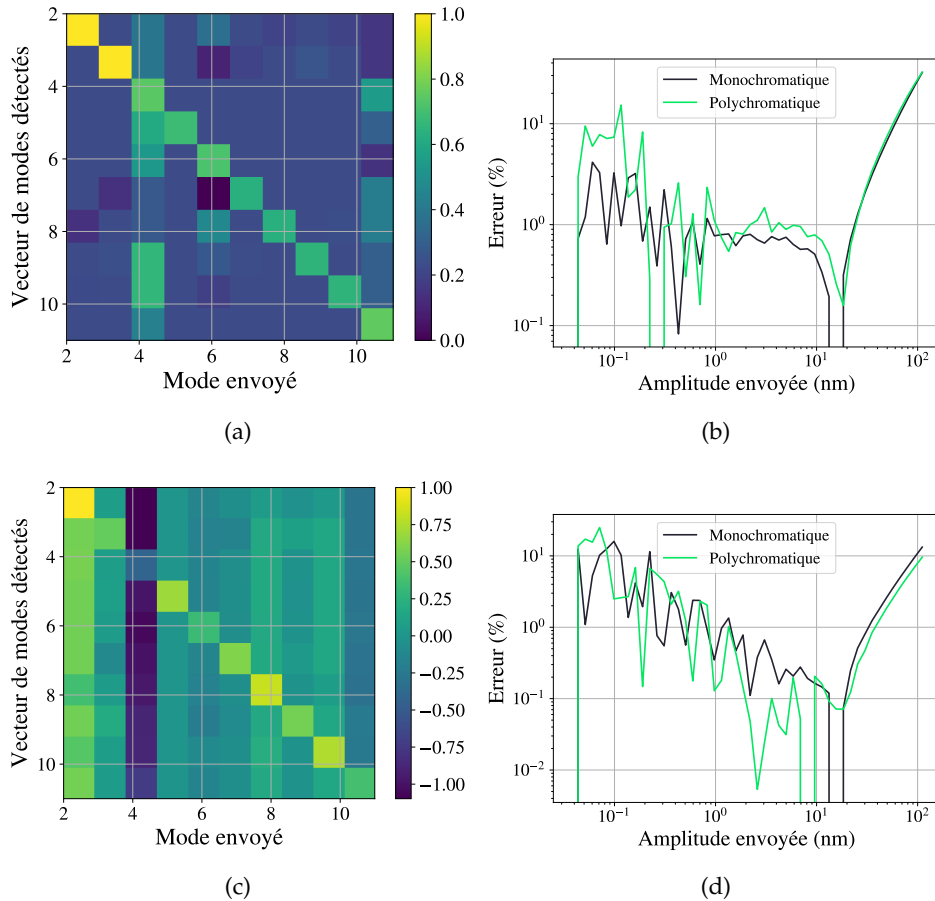 2
4
6
8
10
Vecteur de modes détectés
2 4 6 8 10
Mode envoyé
1.0
0.8
0.6
0.4
0.2
0.0
(a)
Monochromatique
Polychromatique
10¹
10⁰
10⁻¹
Erreur (%)
10⁻¹ 10⁰ 10¹ 10²
Amplitude envoyée (nm)
(b)
2
4
6
8
10
Vecteur de modes détectés
2 4 6 8 10
Mode envoyé
1.00
0.75
0.50
0.25
0.00
−0.25
−0.50
−0.75
−1.00
(c)
Monochromatique
Polychromatique
10¹
10⁰
10⁻¹
10⁻²
Erreur (%)
10⁻¹ 10⁰ 10¹ 10²
Amplitude envoyée (nm)
(d)